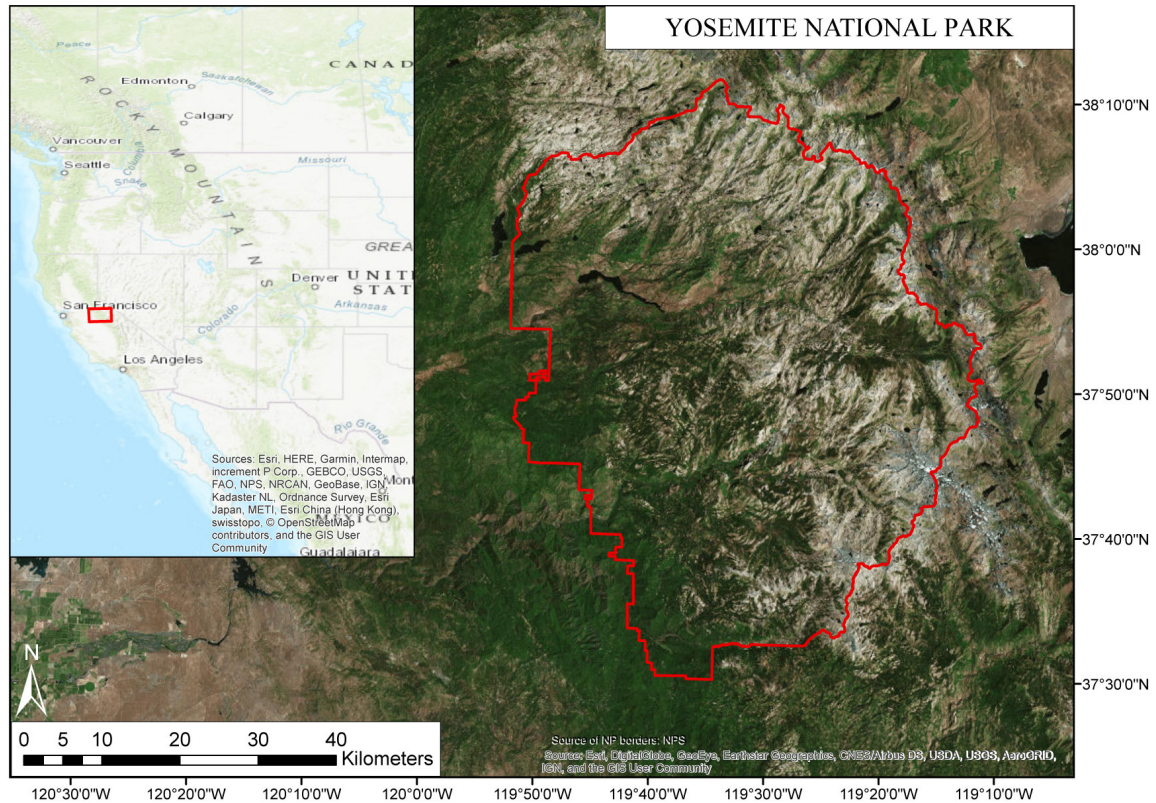 YOSEMITE NATIONAL PARK
Peace
CANAD
Edmonton
Saskatchewan
ROCKY MOUNTAINS
Calgary
Vancouver
Columbia
Seattle
Missouri
Snake
GREA
Denver
UNIT
STAT
San Francisco
Arkansas
Colorado
Los Angeles
Rio Grande
Sources: Esri, HERE, Garmin, Intermap,
increment P Corp., GEBCO, USGS,
FAO, NPS, NRCAN, GeoBase, IGN,
Kadaster NL, Ordnance Survey, Esri
Japan, METI, Esri China (Hong Kong),
swisstopo, © OpenStreetMap
contributors, and the GIS User
Community
Mont
MÉXICO
Guadalajara
38°10'0"N
38°0'0"N
37°50'0"N
37°40'0"N
37°30'0"N
N
0 5 10 20 30 40
Kilometers
Source of NP borders: NPS
Source: Esri, DigitalGlobe, GeoEye, Earthstar Geographics, CNES/Airbus DS, USDA, USGS, AeroGRID,
IGN, and the GIS User Community
120°30'0"W 120°20'0"W 120°10'0"W 120°0'0"W 119°50'0"W 119°40'0"W 119°30'0"W 119°20'0"W 119°10'0"W